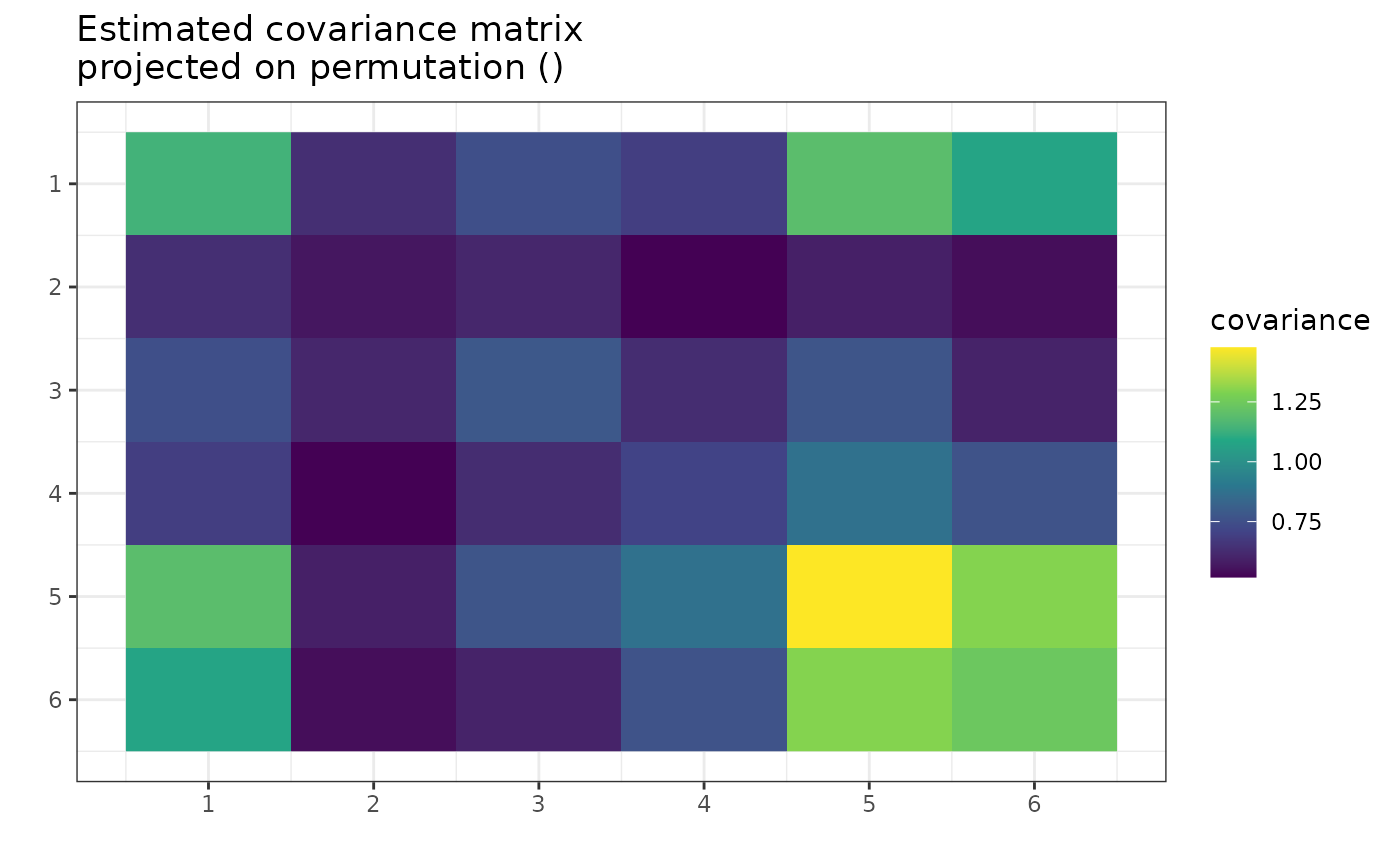 Estimated covariance matrix
projected on permutation ()
1
2
3
4
5
6
1 2 3 4 5 6
covariance
1.25
1.00
0.75